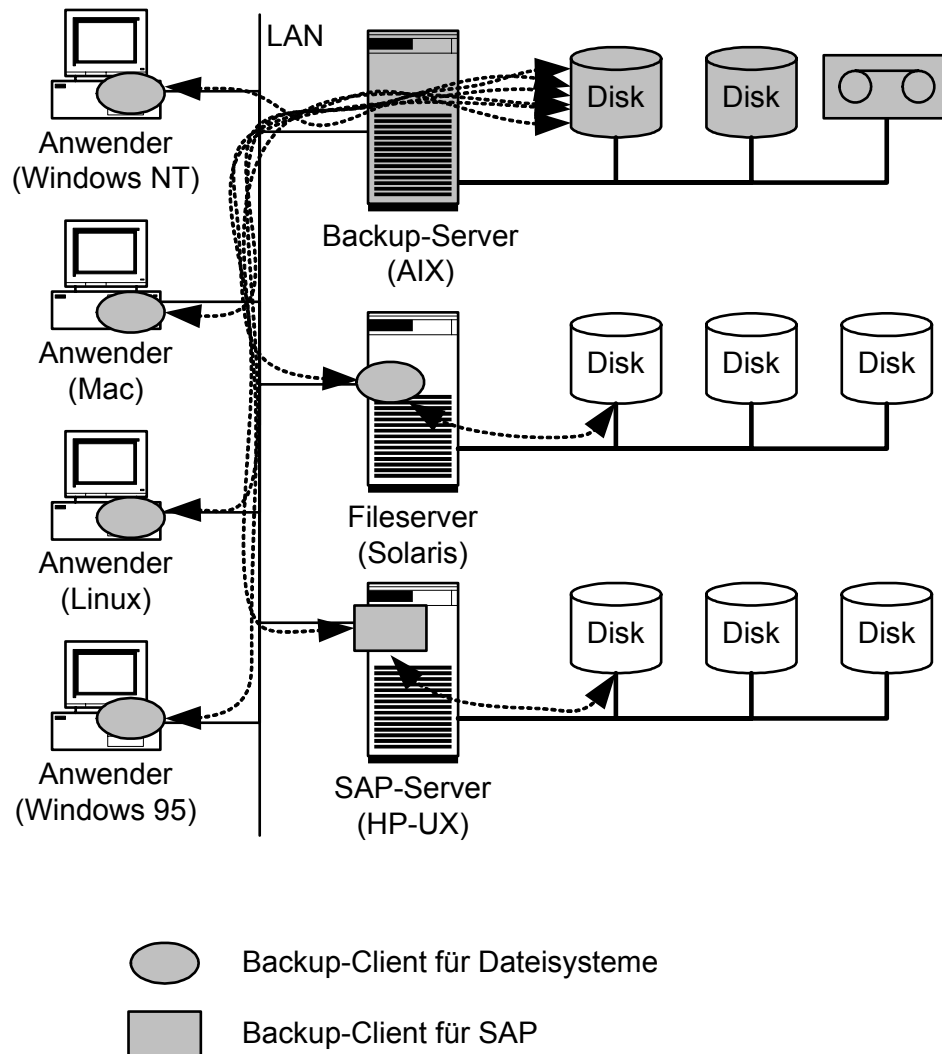 LAN
Anwender
(Windows NT)
Disk
Disk
Backup-Server
(AIX)
Anwender
(Mac)
Disk
Disk
Disk
Fileserver
(Solaris)
Anwender
(Linux)
Disk
Disk
Disk
SAP-Server
(HP-UX)
Anwender
(Windows 95)
Backup-Client für Dateisysteme
Backup-Client für SAP